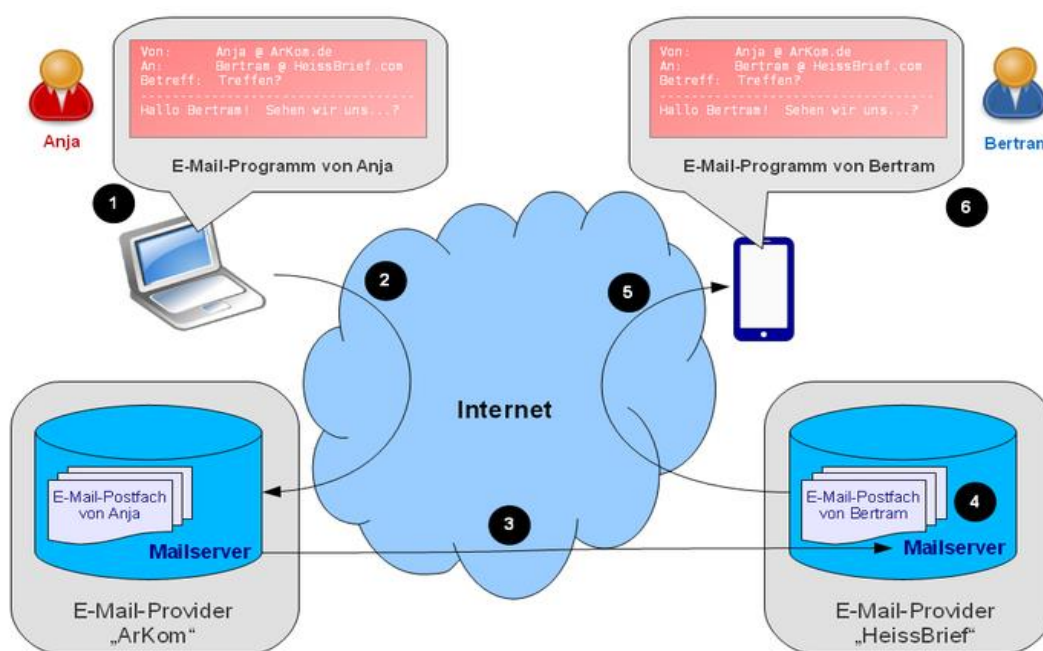 Von: Anja @ ArKom.de
An: Bertram @ HeissBrief.com
Betreff: Treffen?
Hallo Bertram! Sehen wir uns...?
E-Mail-Programm von Anja
Anja
1
Von: Anja @ ArKom.de
An: Bertram @ HeissBrief.com
Betreff: Treffen?
Hallo Bertram! Sehen wir uns...?
E-Mail-Programm von Bertram
Bertram
6
2
5
Internet
E-Mail-Postfach
von Anja
Mailserver
E-Mail-Provider
„ArKom“
3
E-Mail-Postfach
von Bertram
4
Mailserver
E-Mail-Provider
„HeissBrief“